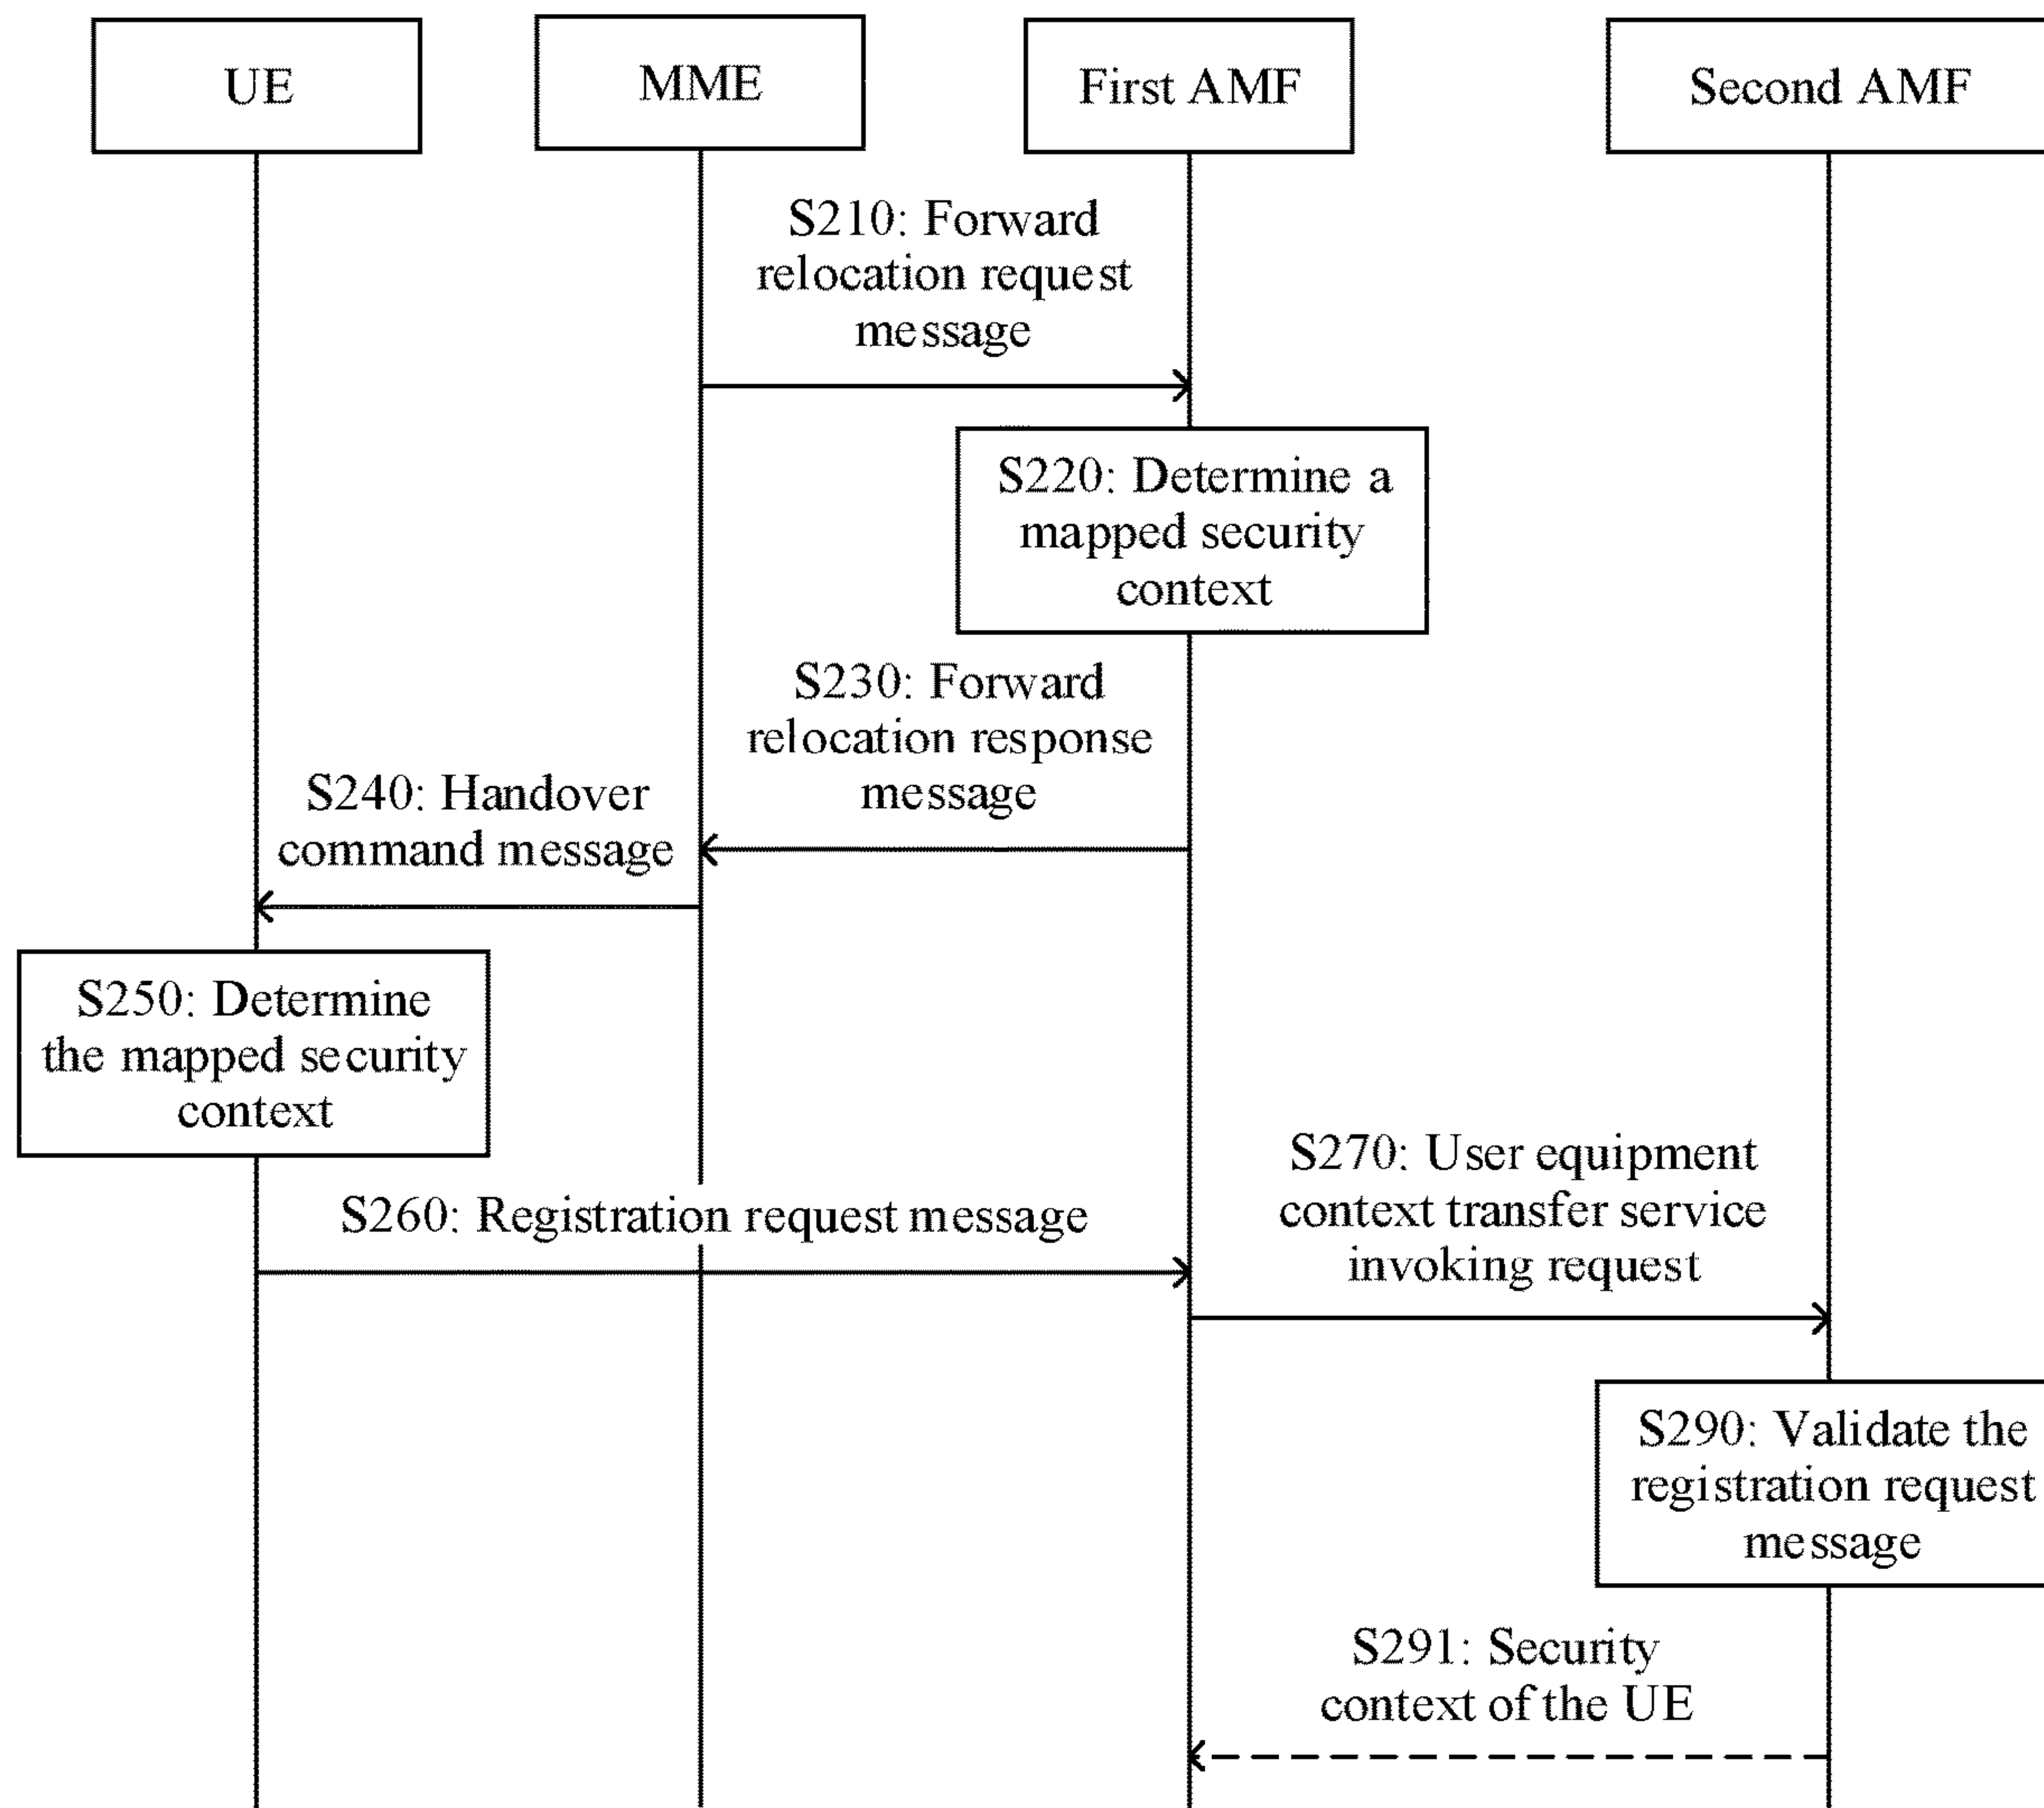 UE
MME
First AMF
Second AMF
S210: Forward
relocation request
message
S220: Determine a
mapped security
context
S230: Forward
relocation response
message
S240: Handover
command message
S250: Determine
the mapped security
context
S260: Registration request message
S270: User equipment
context transfer service
invoking request
S290: Validate the
registration request
message
S291: Security
context of the UE